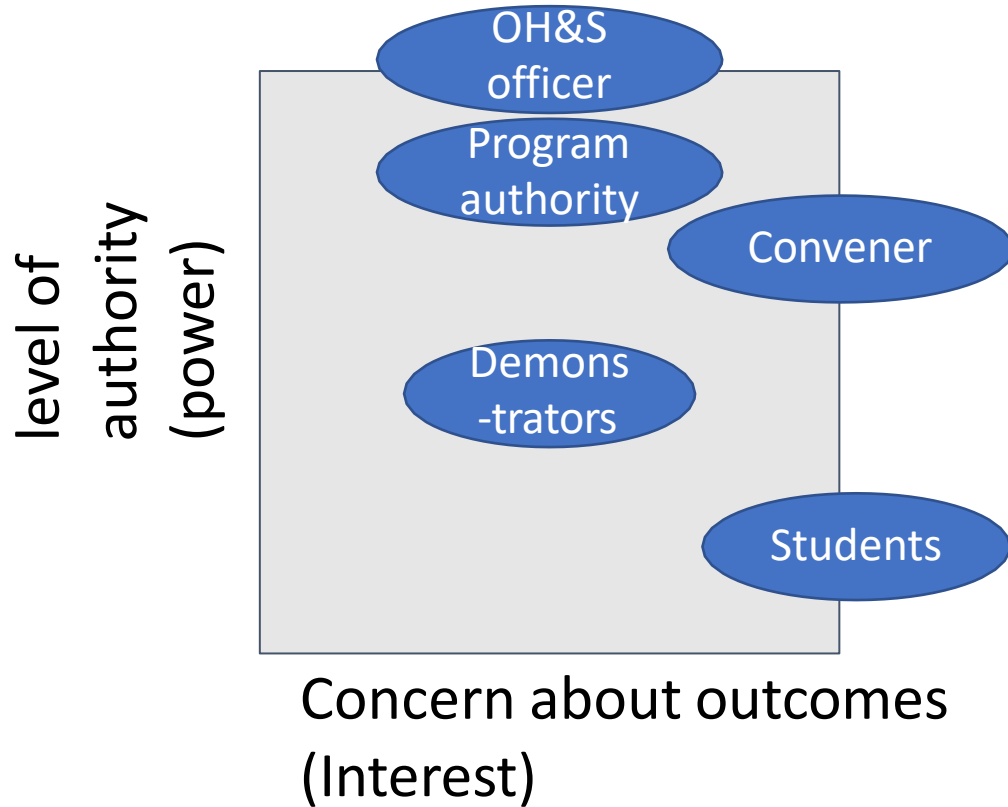 OH&S
officer
Program
authority
Convener
level of
authority
(power)
Demons
-trators
Students
Concern about outcomes
(Interest)